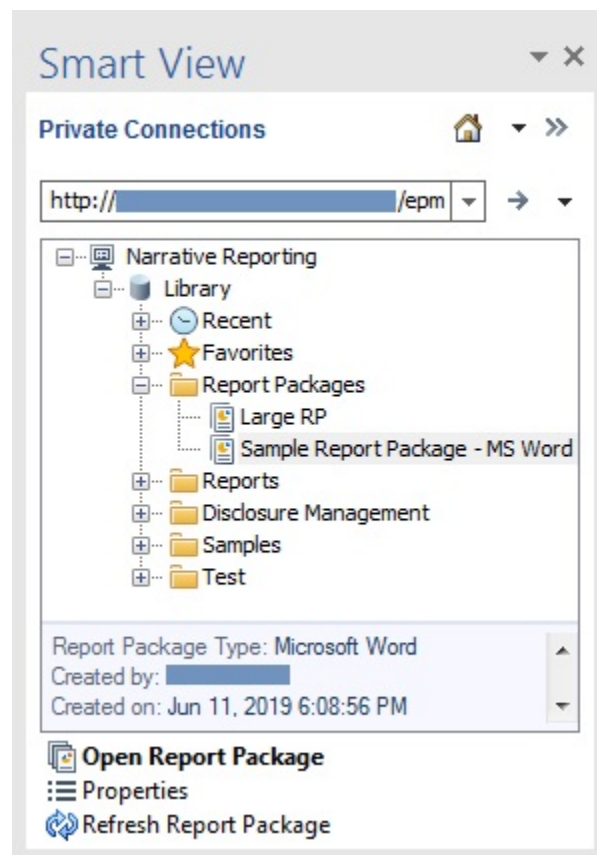 Smart View
Private Connections
http:// /epm
Narrative Reporting
Library
Recent
Favorites
Report Packages
Large RP
Sample Report Package - MS Word
Reports
Disclosure Management
Samples
Test
Report Package Type: Microsoft Word
Created by:
Created on: Jun 11, 2019 6:08:56 PM
Open Report Package
Properties
Refresh Report Package